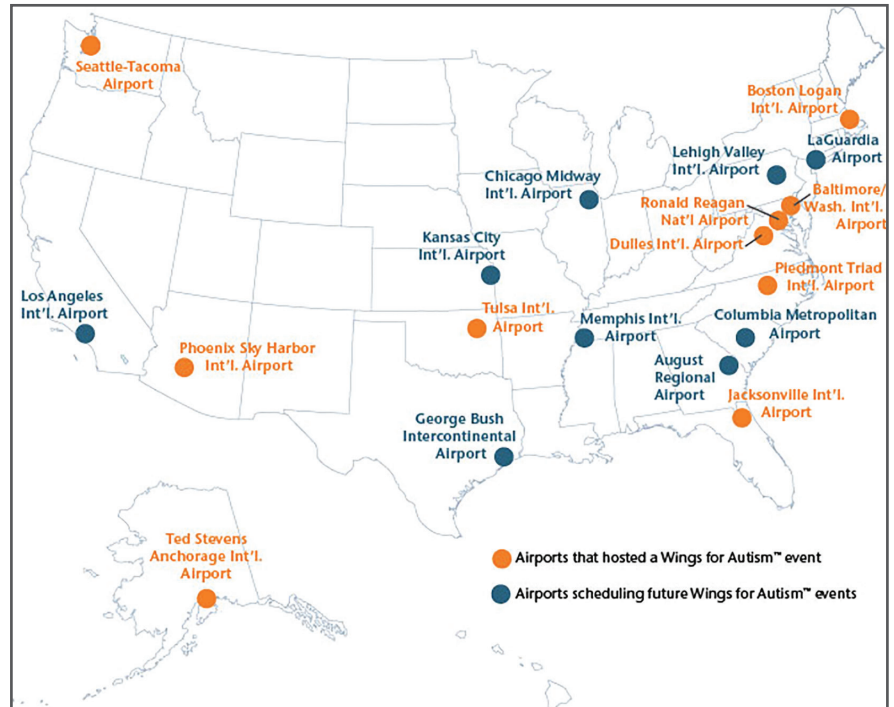 Seattle-Tacoma
Airport
Boston Logan
Int'l. Airport
LaGuardia
Airport
Lehigh Valley
Int'l. Airport
Chicago Midway
Int'l. Airport
Baltimore/
Wash. Int'l.
Airport
Ronald Reagan
Nat'l Airport
Dulles Int'l. Airport
Kansas City
Int'l. Airport
Piedmont Triad
Int'l. Airport
Los Angeles
Int'l. Airport
Tulsa Int'l.
Airport
Memphis Int'l.
Airport
Columbia Metropolitan
Airport
Phoenix Sky Harbor
Int'l. Airport
August
Regional
Airport
Jacksonville Int'l.
Airport
George Bush
Intercontinental
Airport
Ted Stevens
Anchorage Int'l.
Airport
Airports that hosted a Wings for Autism™ event
Airports scheduling future Wings for Autism™ events